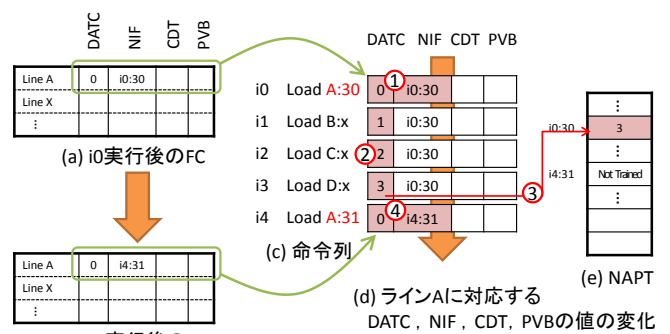 DATC NIF CDT PVB
Line A 0 i0:30
Line X
⋮
(a) i0実行後のFC
Line A 0 i4:31
Line X
⋮
DATC NIF CDT PVB
i0 Load A:30 0 ① i0:30
i1 Load B:x 1 i0:30
i2 Load C:x ② 2 i0:30
i3 Load D:x 3 i0:30 ③
i4 Load A:31 0 ④ i4:31
(c) 命令列
(d) ラインAに対応する
DATC , NIF , CDT, PVBの値の変化
⋮
i0:30 3
⋮
i4:31 Not Trained
⋮
(e) NAPT